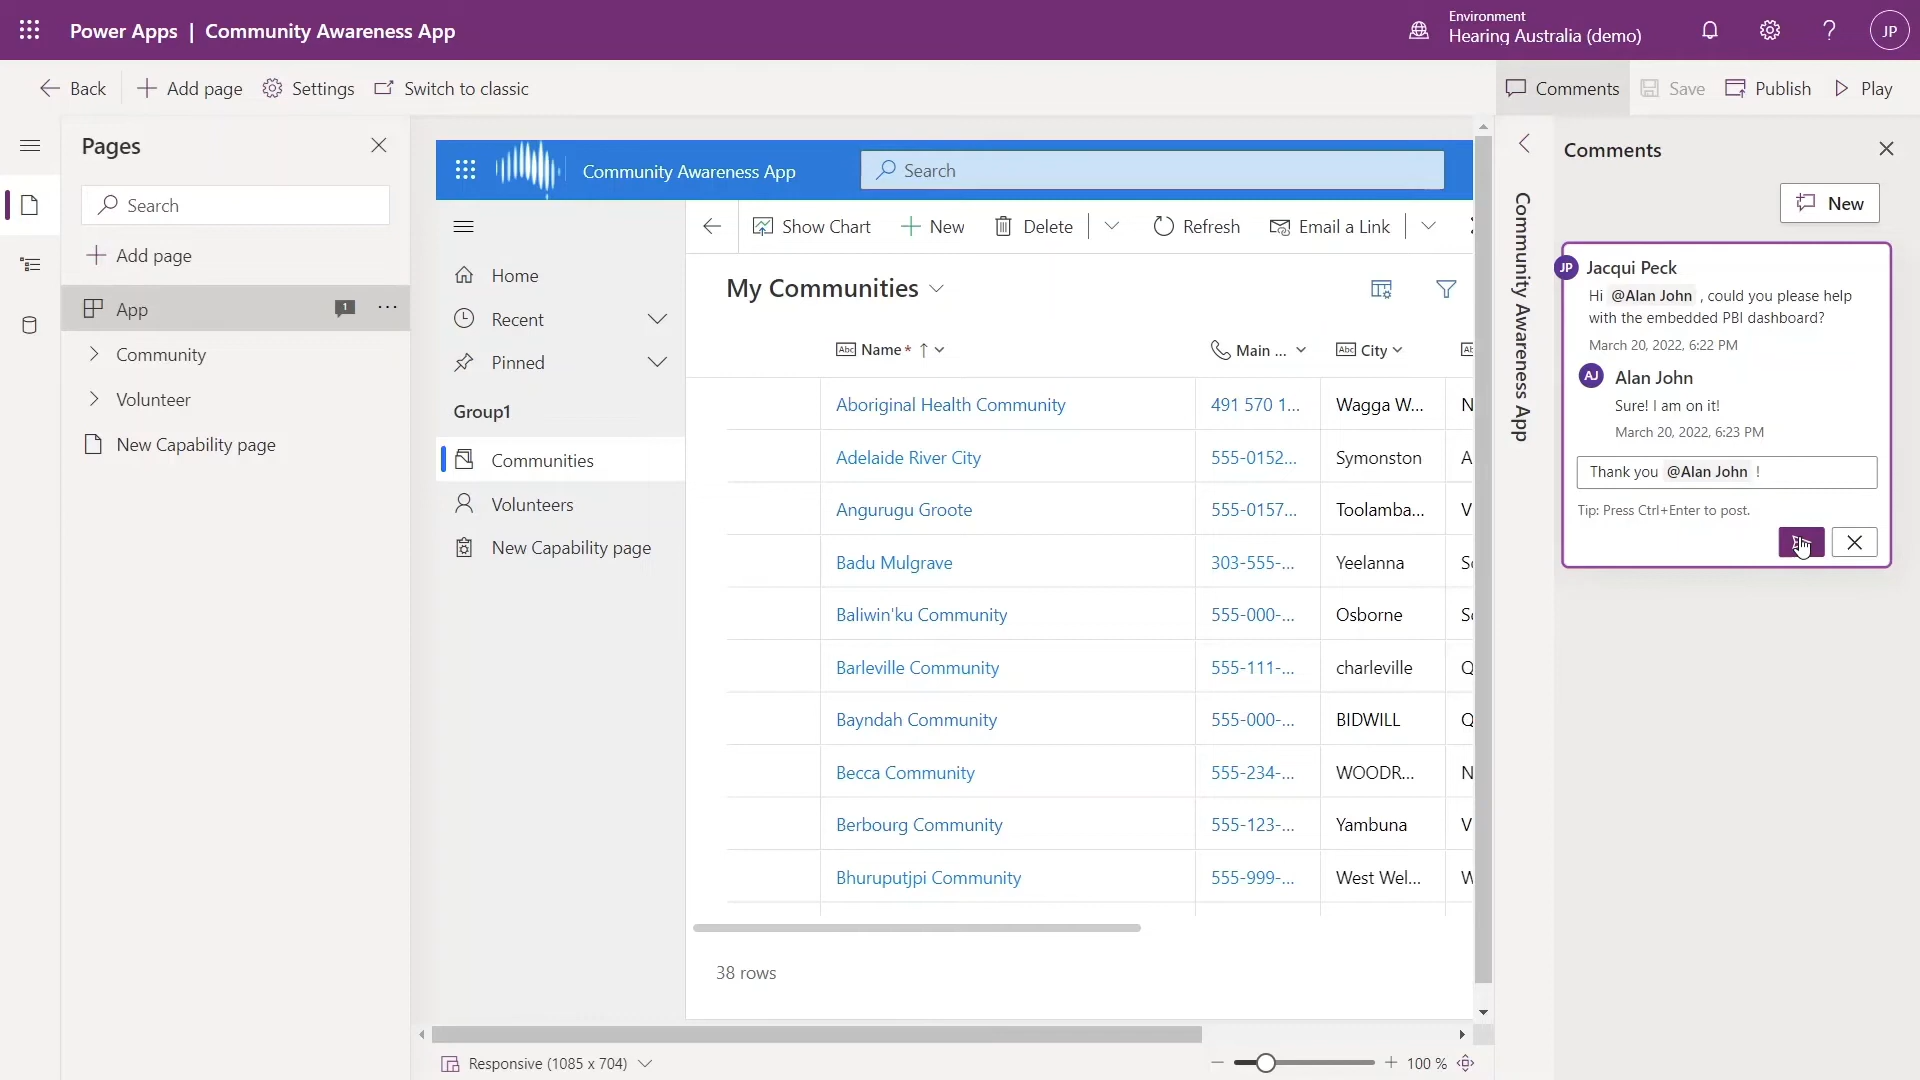 Power Apps | Community Awareness App
Environment
Hearing Australia (demo)
JP
Back
Add page
Settings
Switch to classic
Comments
Save
Publish
Play
Pages
Search
Add page
App
1
Community
Volunteer
New Capability page
Community Awareness App
Search
Home
Recent
Pinned
Group1
Communities
Volunteers
New Capability page
Show Chart
New
Delete
Refresh
Email a Link
My Communities
Abc Name* Main ... Abc City
Aboriginal Health Community 491 570 1... Wagga W... N
Adelaide River City 555-0152... Symonston A
Angurugu Groote 555-0157... Toolamba... V
Badu Mulgrave 303-555-... Yeelanna
Baliwin'ku Community 555-000-... Osborne
Barleville Community 555-111-... charleville Q
Bayndah Community 555-000-... BIDWILL Q
Becca Community 555-234-... WOODR... N
Berbourg Community 555-123-... Yambuna V
Bhuruputjpi Community 555-999-... West Wel...
38 rows
Responsive (1085 x 704)
100 %
Community Awareness App
Comments
New
JP Jacqui Peck
Hi @Alan John , could you please help
with the embedded PBI dashboard?
March 20, 2022, 6:22 PM
AJ Alan John
Sure! I am on it!
March 20, 2022, 6:23 PM
Thank you @Alan John !
Tip: Press Ctrl+Enter to post.